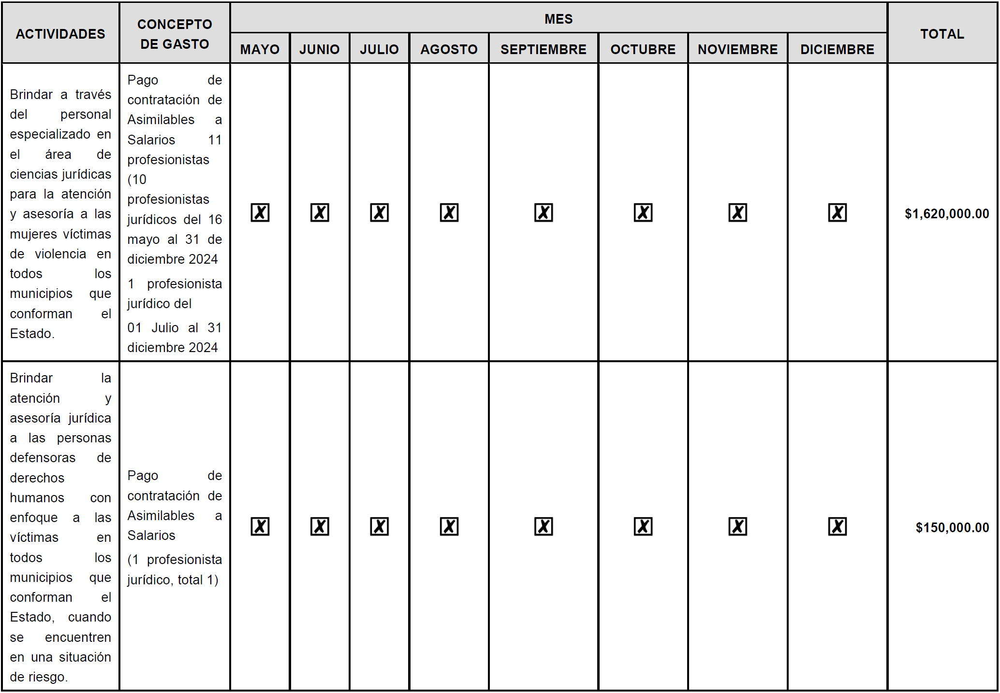 ACTIVIDADES
CONCEPTO
DE GASTO
MES
TOTAL
MAYO
JUNIO
JULIO
AGOSTO
SEPTIEMBRE
OCTUBRE
NOVIEMBRE
DICIEMBRE
Brindar a través
del personal
especializado en
el área de
ciencias jurídicas
para la atención
y asesoría a las
mujeres víctimas
de violencia en
todos los
municipios que
conforman el
Estado.
Pago de
contratación de
Asimilables a
Salarios 11
profesionistas
(10
profesionistas
jurídicos del 16
mayo al 31 de
diciembre 2024
1 profesionista
jurídico del
01 Julio al 31
diciembre 2024
☒ ☒ ☒ ☒ ☒ ☒ ☒ ☒
$1,620,000.00
Brindar la
atención y
asesoría jurídica
a las personas
defensoras de
derechos
humanos con
enfoque a las
víctimas en
todos los
municipios que
conforman el
Estado, cuando
se encuentren
en una situación
de riesgo.
Pago de
contratación de
Asimilables a
Salarios
(1 profesionista
jurídico, total 1)
☒ ☒ ☒ ☒ ☒ ☒ ☒ ☒
$150,000.00